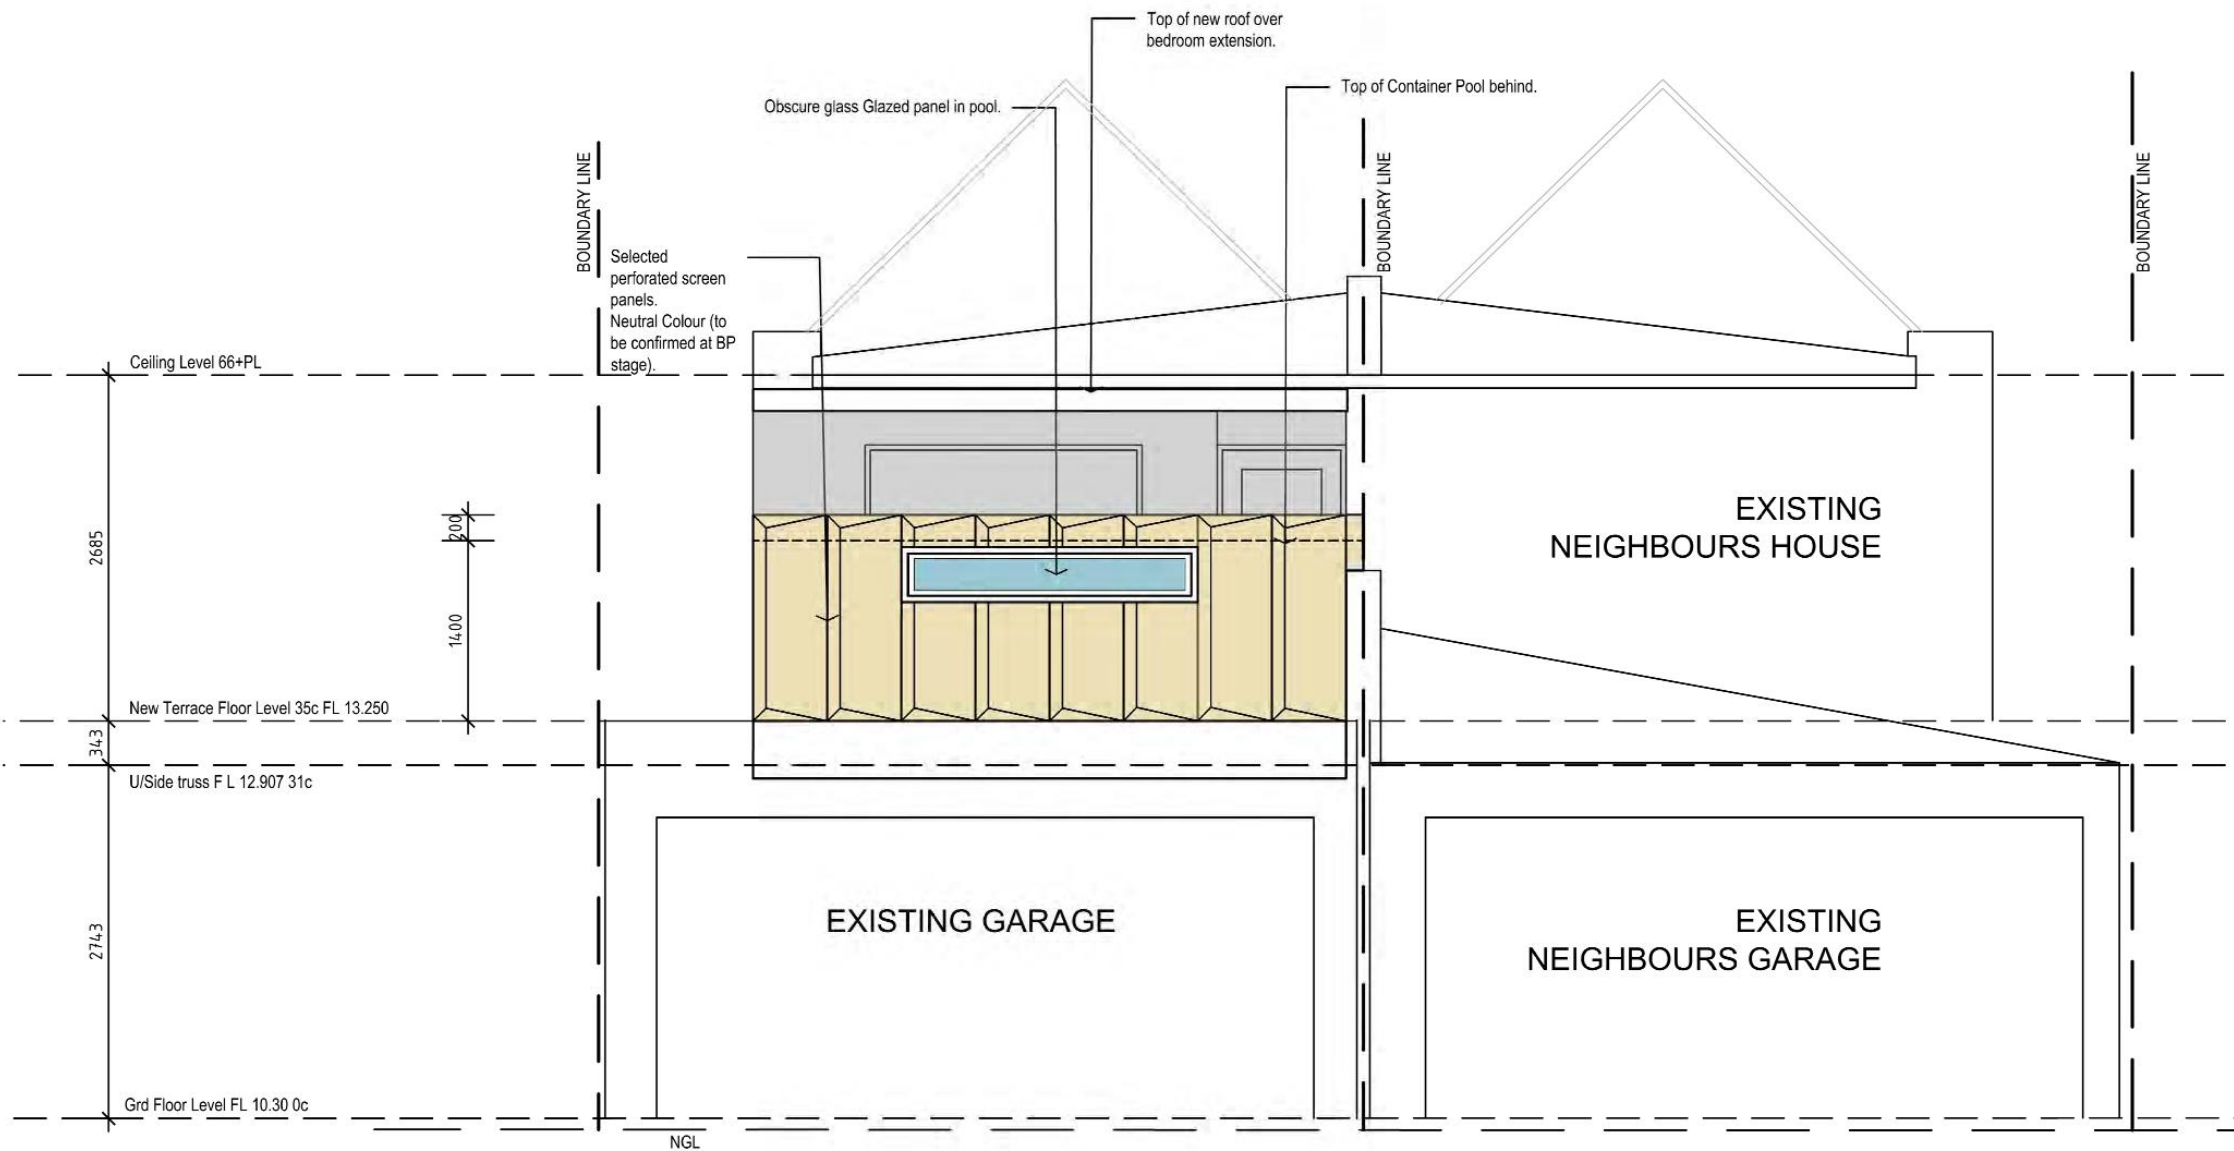 Top of new roof over
bedroom extension.
Obscure glass Glazed panel in pool.
Top of Container Pool behind.
BOUNDARY LINE
BOUNDARY LINE
BOUNDARY LINE
Selected
perforated screen
panels.
Neutral Colour (to
be confirmed at BP
stage).
Ceiling Level 66+PL
2685
200
1400
EXISTING
NEIGHBOURS HOUSE
New Terrace Floor Level 35c FL 13.250
343
U/Side truss F L 12.907 31c
2743
EXISTING GARAGE
EXISTING
NEIGHBOURS GARAGE
Grd Floor Level FL 10.30 0c
NGL